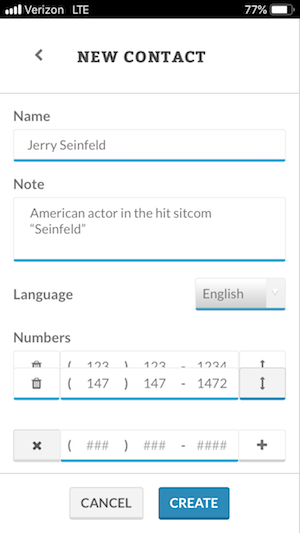 Verizon LTE 77%
NEW CONTACT
Name
Jerry Seinfeld
Note
American actor in the hit sitcom
“Seinfeld”
Language English
Numbers
( 123 ) 123 - 1234
( 147 ) 147 - 1472
( ### ) ### - ####
CANCEL CREATE